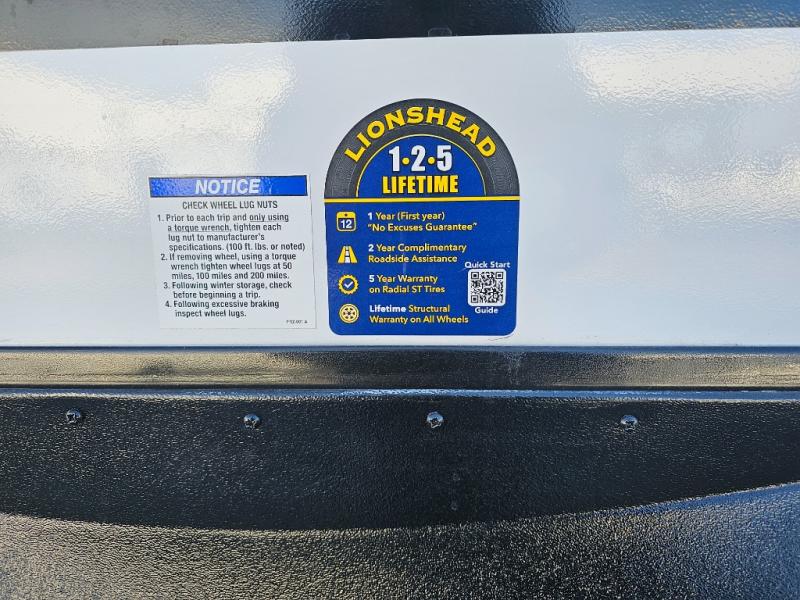 NOTICE
CHECK WHEEL LUG NUTS
1. Prior to each trip and only using
a torque wrench, tighten each
lug nut to manufacturer's
specifications. (100 ft. lbs. or noted)
2. If removing wheel, using a torque
wrench tighten wheel lugs at 50
miles, 100 miles and 200 miles.
3. Following winter storage, check
before beginning a trip.
4. Following excessive braking
inspect wheel lugs.
LIONSHEAD
1•2•5
LIFETIME
12
1 Year (First year)
"No Excuses Guarantee"
2 Year Complimentary
Roadside Assistance
5 Year Warranty
on Radial ST Tires
Lifetime Structural
Warranty on All Wheels
Quick Start
Guide